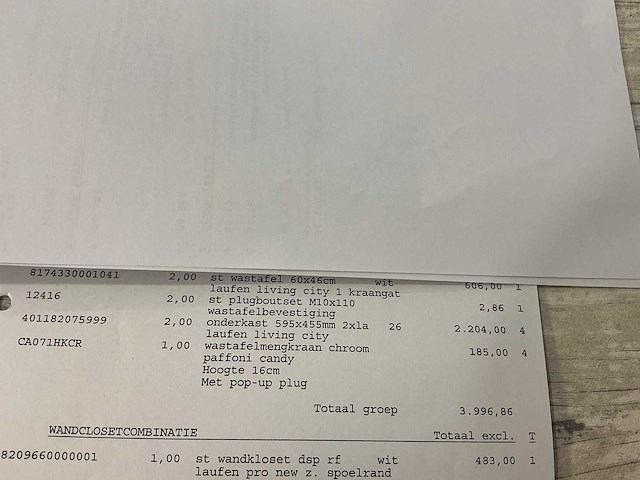 8174330001041 2,00 st wastafel 60x46cm wit 606,00 1
laufen living city 1 kraangat
12416 2,00 st plugboutset M10x110 2,86 1
wastafelbevestiging
401182075999 2,00 onderkast 595x455mm 2xla 26 2.204,00 4
laufen living city
CA071HKCR 1,00 wastafelmengkraan chroom 185,00 4
paffoni candy
Hoogte 16cm
Met pop-up plug
Totaal groep 3.996,86
WANDCLOSETCOMBINATIE Totaal excl. T
8209660000001 1,00 st wandkloset dsp rf wit 483,00 1
laufen pro new z. spoelrand